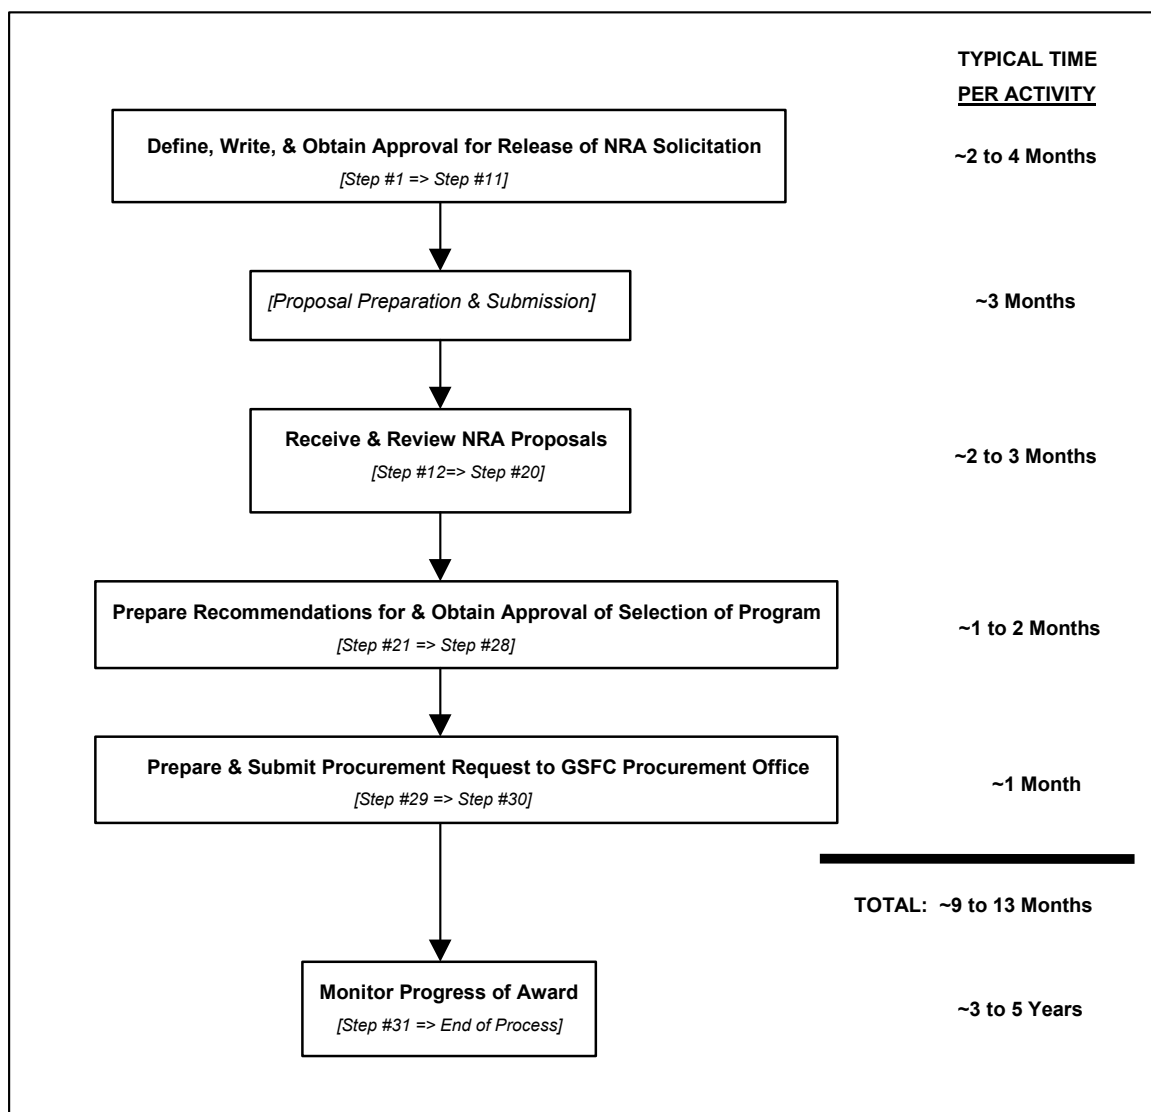 TYPICAL TIME
PER ACTIVITY
Define, Write, & Obtain Approval for Release of NRA Solicitation
[Step #1 => Step #11]
~2 to 4 Months
[Proposal Preparation & Submission]
~3 Months
Receive & Review NRA Proposals
[Step #12=> Step #20]
~2 to 3 Months
Prepare Recommendations for & Obtain Approval of Selection of Program
[Step #21 => Step #28]
~1 to 2 Months
Prepare & Submit Procurement Request to GSFC Procurement Office
[Step #29 => Step #30]
~1 Month
TOTAL: ~9 to 13 Months
Monitor Progress of Award
[Step #31 => End of Process]
~3 to 5 Years